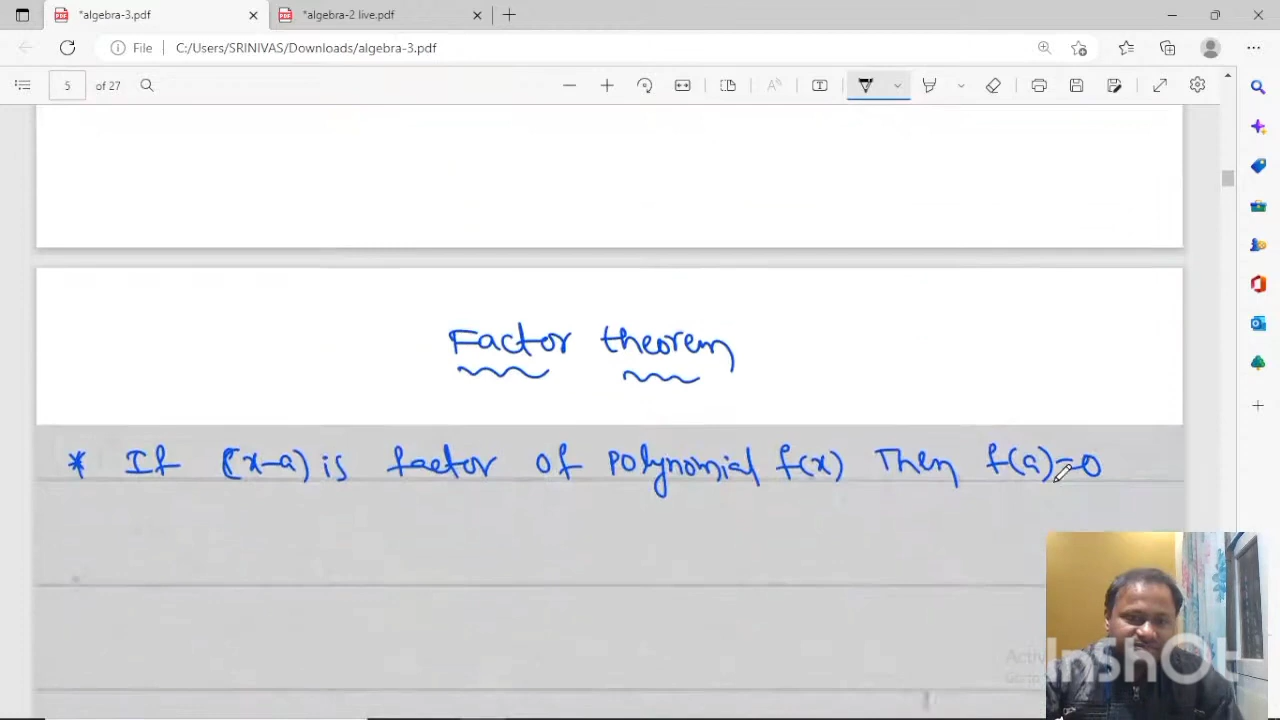 *algebra-3.pdf
*algebra-2 live.pdf
File C:/Users/SRINIVAS/Downloads/algebra-3.pdf
5 of 27
Factor theorem
* If (x-a) is factor of polynomial f(x) Then f(a)=0
InShOt